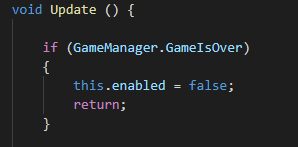 void Update () {
if (GameManager.GameIsOver)
{
this.enabled = false;
return;
}